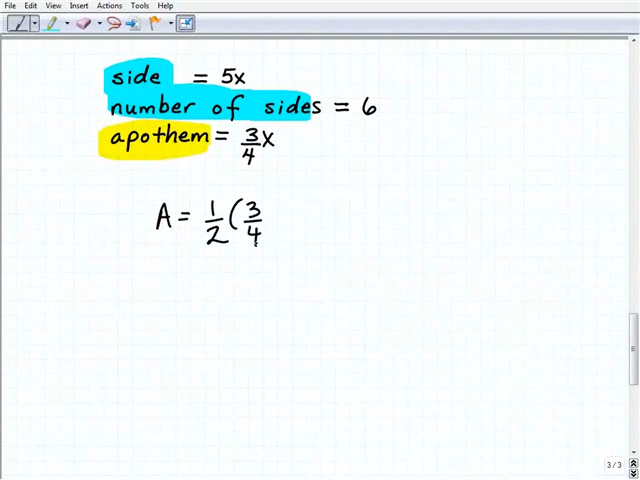 File Edit View Insert Actions Tools Help
side = 5x
number of sides = 6
apothem = 3/4 x
A = 1/2 ( 3/4
3/3